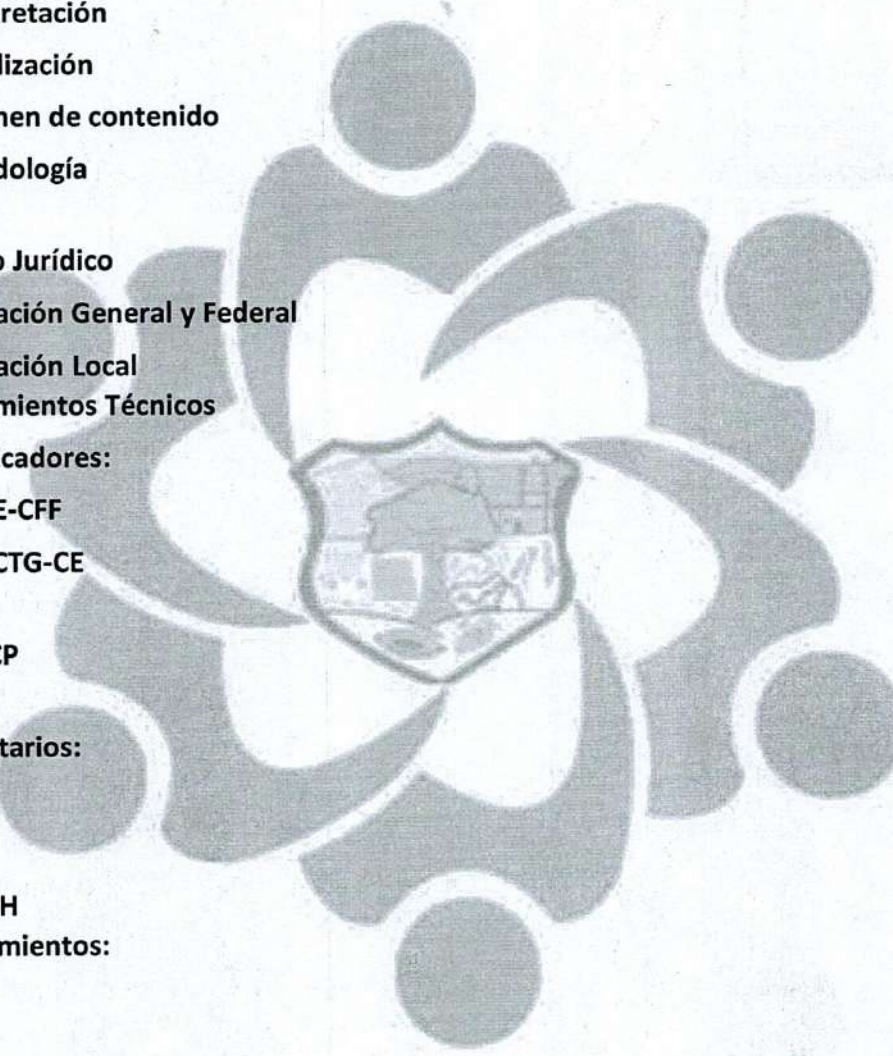 retación
lización
nen de contenido
dología
o Jurídico
ación General y Federal
ación Local
mientos Técnicos
cadores:
E-CFF
CTG-CE
CP
tarios:
H
mientos: